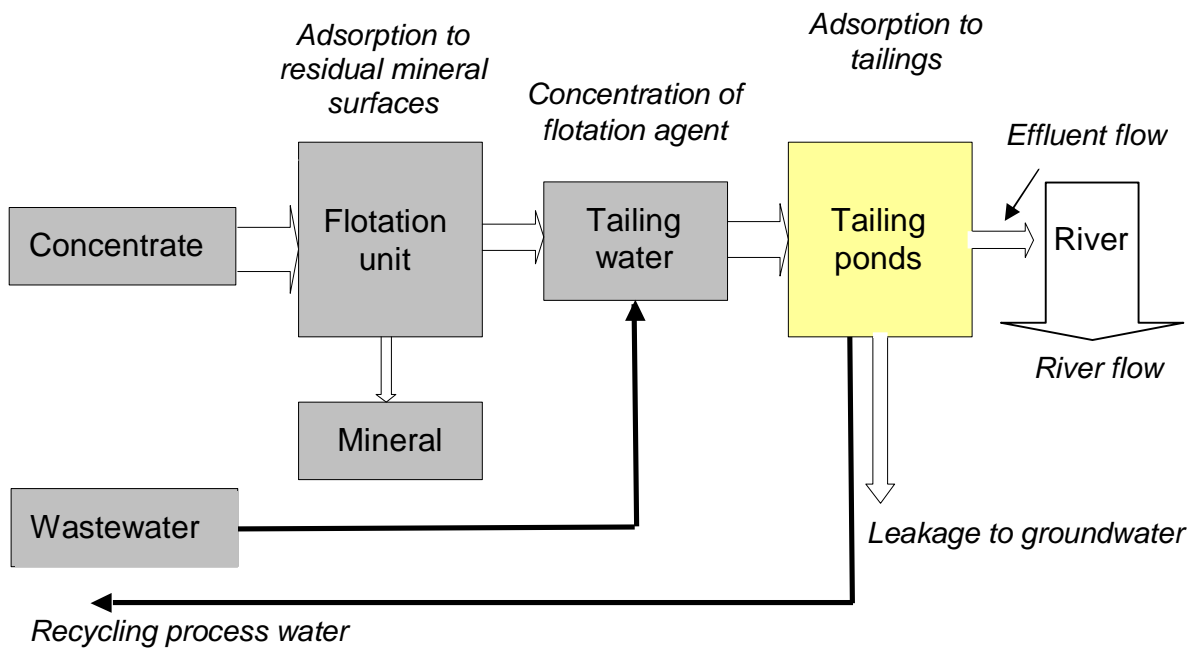 Adsorption to
residual mineral
surfaces
Adsorption to
tailings
Concentration of
flotation agent
Effluent flow
Concentrate
Flotation
unit
Tailing
water
Tailing
ponds
River
River flow
Mineral
Wastewater
Leakage to groundwater
Recycling process water